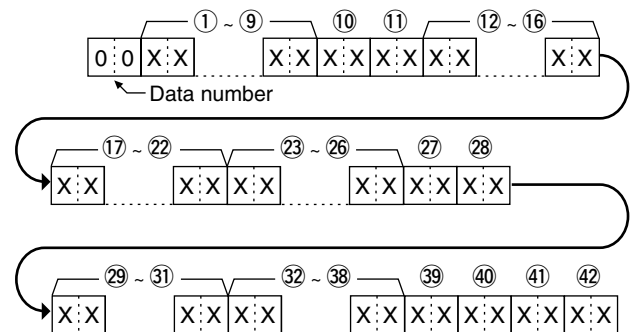 ① ~ ⑨ ⑩ ⑪ ⑫ ~ ⑯
0 0 X X X X X X X X X X X X
Data number
⑰ ~ ㉒ ㉓ ~ ㉖ ㉗ ㉘
X X X X X X X X X X X X
㉙ ~ ㉛ ㉜ ~ ㊳ ㊴ ㊵ ㊶ ㊷
X X X X X X X X X X X X X X X X